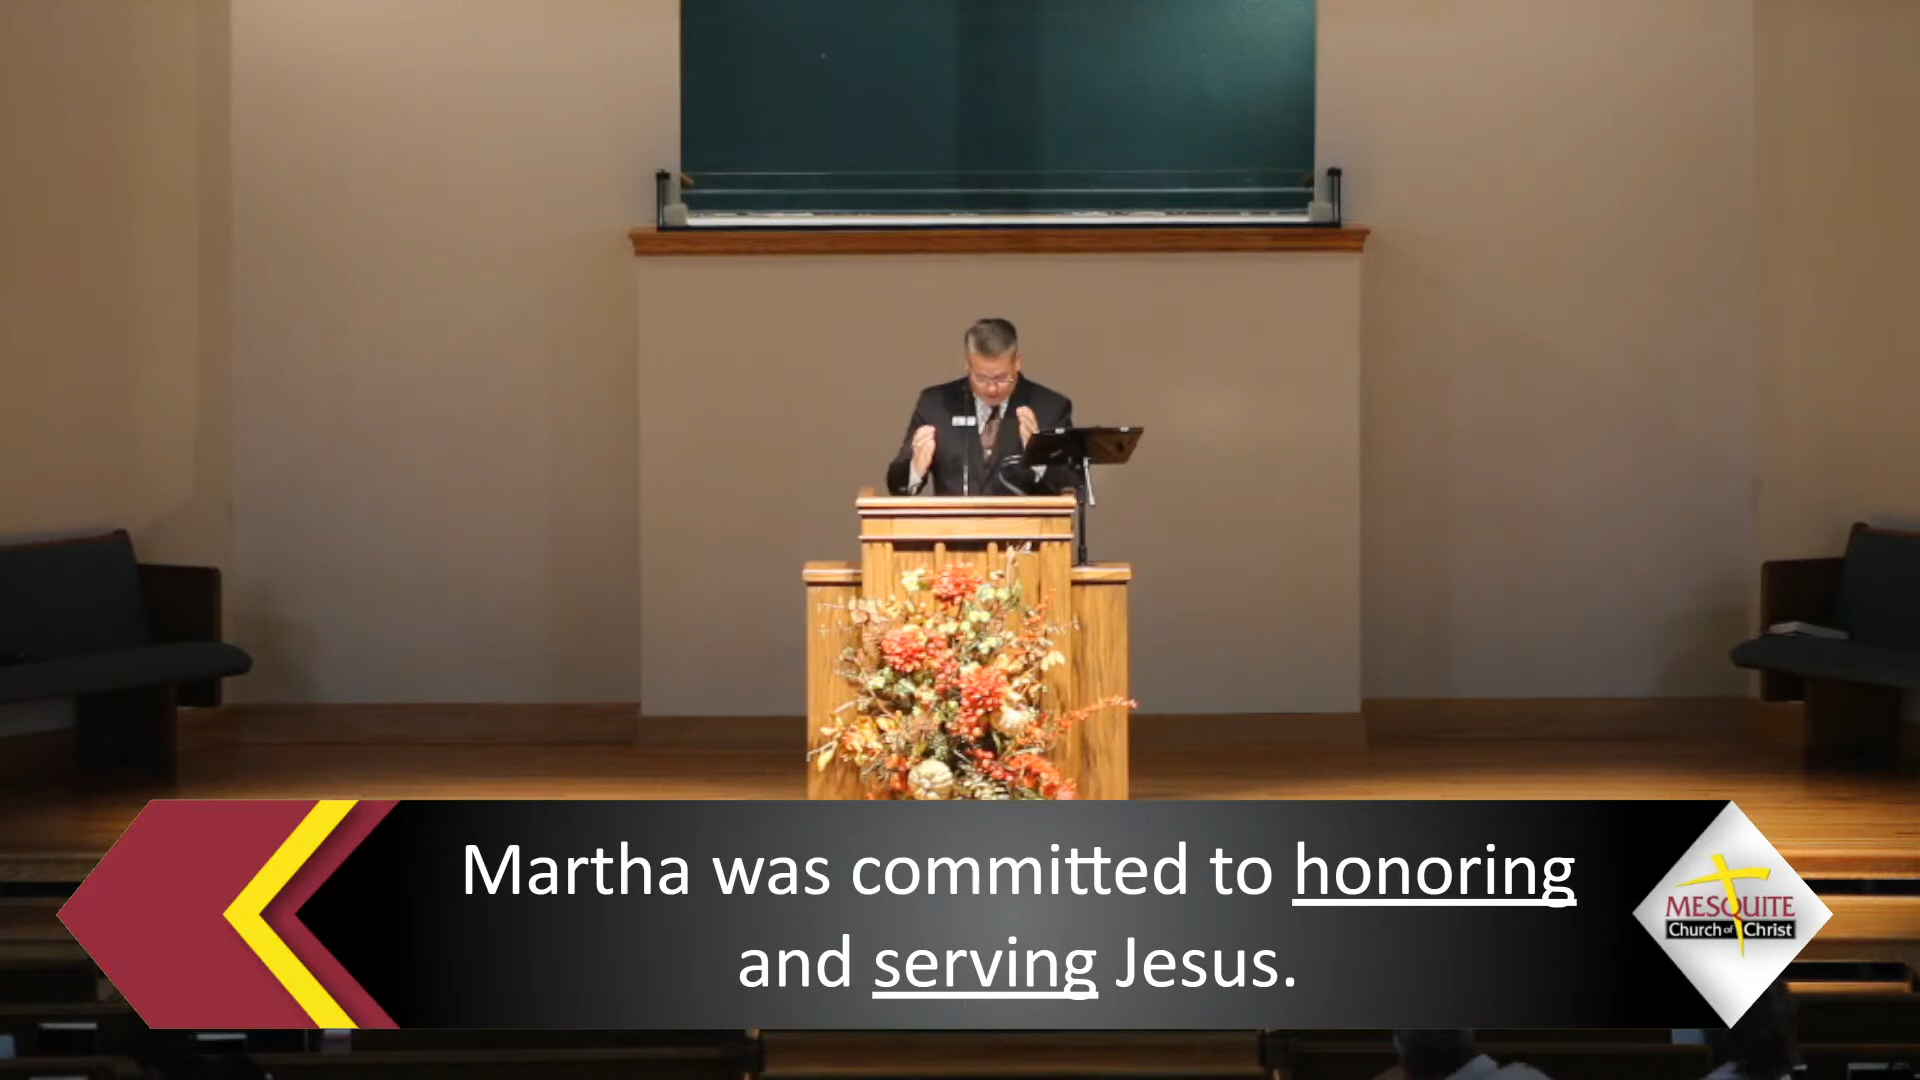 Martha was committed to honoring
and serving Jesus.
MESQUITE
Church of Christ